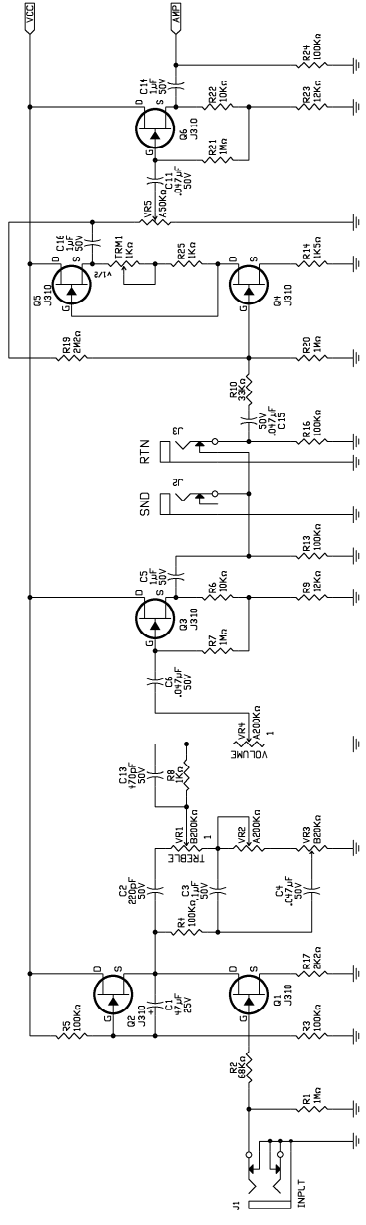 VCC
AMP
D
S
G
Q6
J310
C14
1µF
50V
R22
10KΩ
R24
100KΩ
R23
12KΩ
R21
1MΩ
C11
.047µF
50V
VR5
A50KΩ
D
S
G
Q5
J310
C16
1µF
50V
TRM1
1KΩ
v1/2
R25
1KΩ
D
S
G
Q4
J310
R14
1K5Ω
R19
2M2Ω
R20
1MΩ
R10
33KΩ
50V
.047µF
C15
RTN
J3
R16
100KΩ
SND
J2
R13
100KΩ
D
S
G
Q3
J310
C5
1µF
50V
R6
10KΩ
R9
12KΩ
R7
1MΩ
C6
.047µF
50V
VR4
A200KΩ
VOLUME
1
C13
470pF
50V
R8
1KΩ
VR1
B200KΩ
TREBLE
1
VR2
A200KΩ
VR3
B20KΩ
C2
220pF
50V
C3
.1µF
50V
C4
.047µF
50V
R4
100KΩ
D
S
G
Q2
J310
C1
47µF
25V
+
R5
100KΩ
D
S
G
Q1
J310
R17
2K2Ω
R3
100KΩ
R2
68KΩ
R1
1MΩ
J1
INPUT